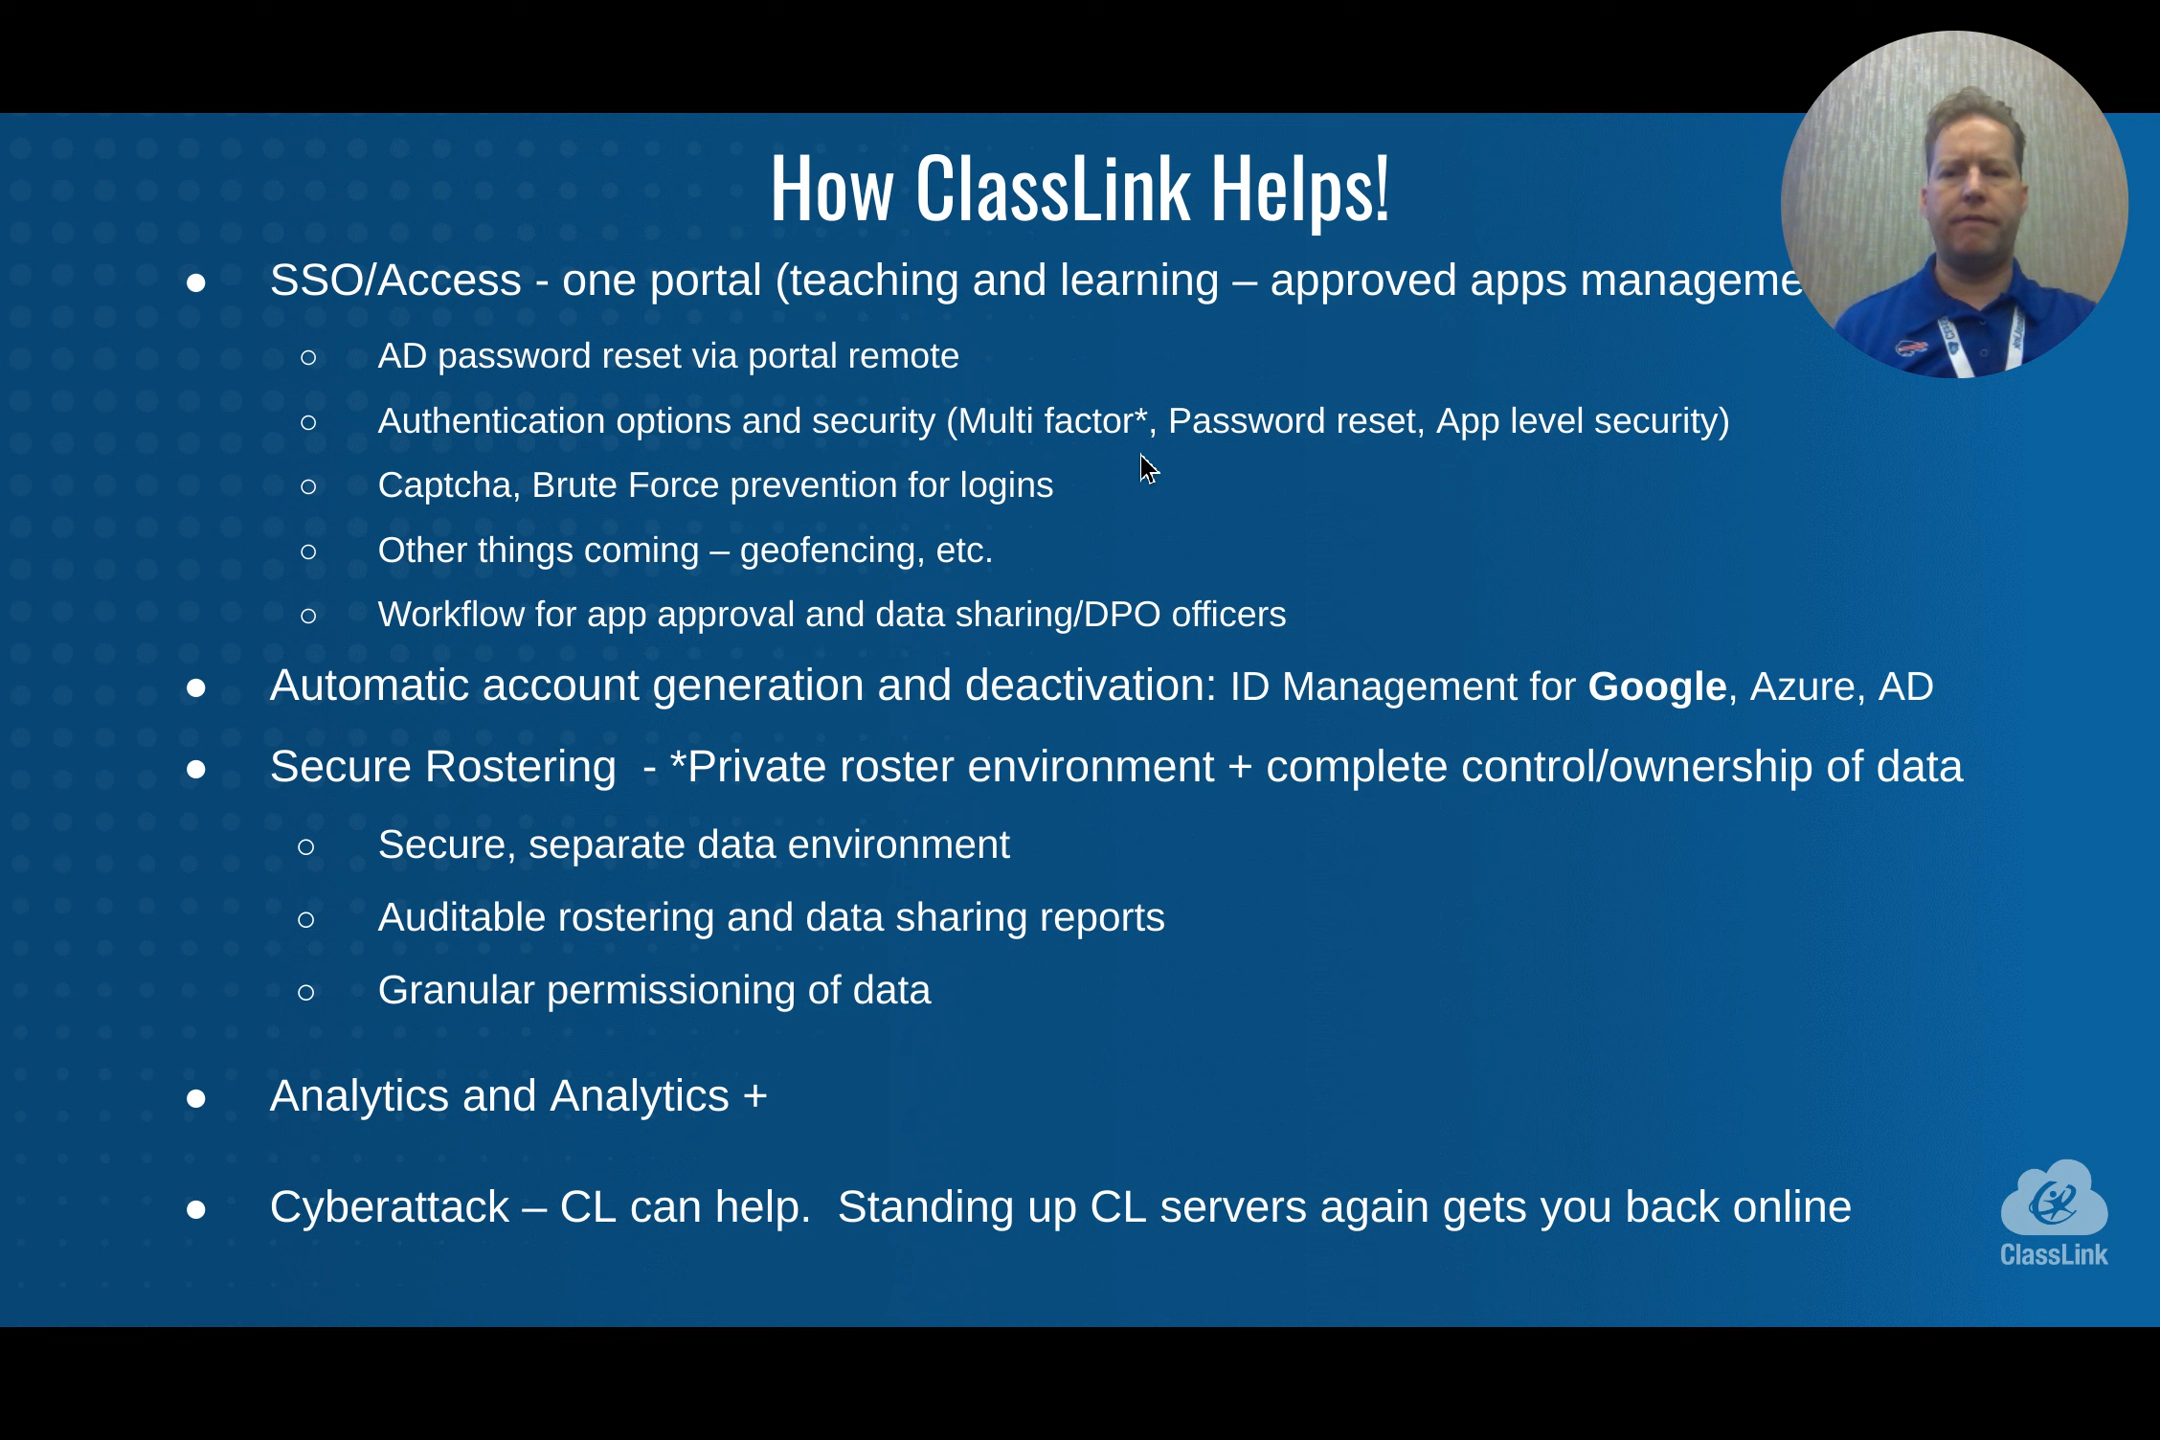 How ClassLink Helps!
● SSO/Access - one portal (teaching and learning – approved apps
○ AD password reset via portal remote
○ Authentication options and security (Multi factor*, Password reset, App level security)
○ Captcha, Brute Force prevention for logins
○ Other things coming – geofencing, etc.
○ Workflow for app approval and data sharing/DPO officers
● Automatic account generation and deactivation: ID Management for Google, Azure, AD
● Secure Rostering - *Private roster environment + complete control/ownership of data
○ Secure, separate data environment
○ Auditable rostering and data sharing reports
○ Granular permissioning of data
● Analytics and Analytics +
● Cyberattack – CL can help. Standing up CL servers again gets you back online
ClassLink